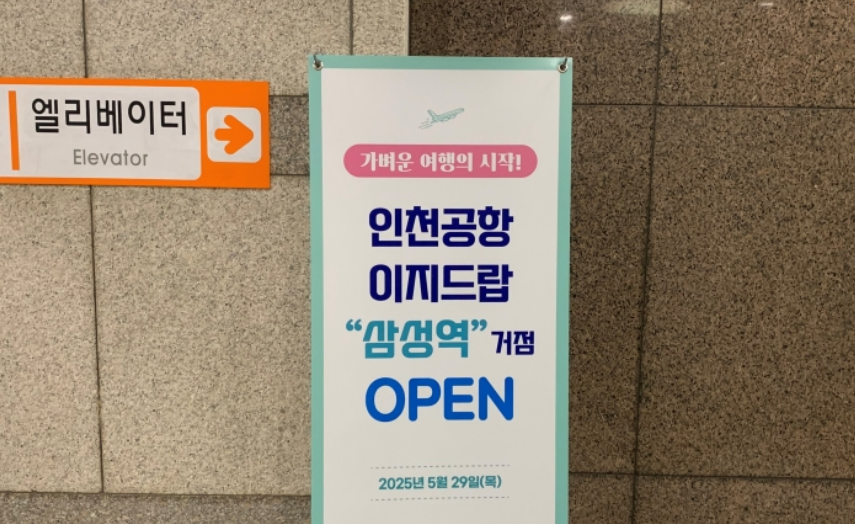 엘리베이터
Elevator
가벼운 여행의 시작!
인천공항
이지드랍
“삼성역” 거점
OPEN
2025년 5월 29일(목)